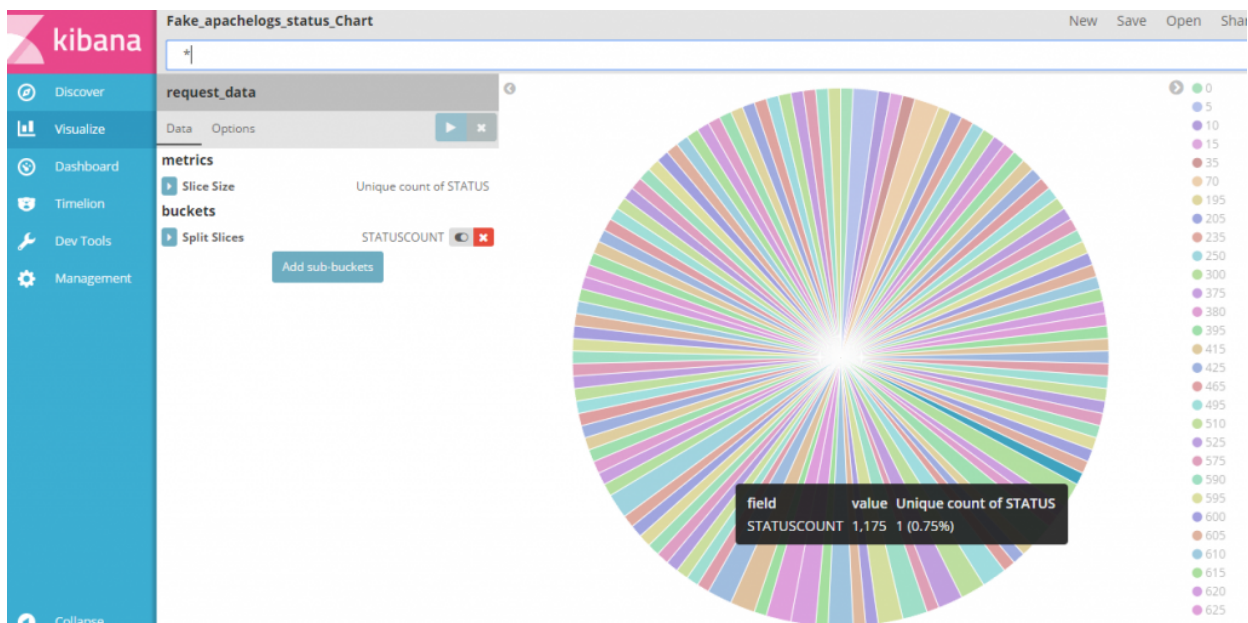 kibana
Fake_apachelogs_status_Chart
New Save Open Shar
*
Discover
Visualize
Dashboard
Timelion
Dev Tools
Management
Collapse
request_data
Data Options
metrics
Slice Size Unique count of STATUS
buckets
Split Slices STATUSCOUNT
Add sub-buckets
field value Unique count of STATUS
STATUSCOUNT 1,175 1 (0.75%)
0
5
10
15
35
70
195
205
235
250
300
375
380
395
415
425
465
495
510
525
575
590
595
600
605
610
615
620
625